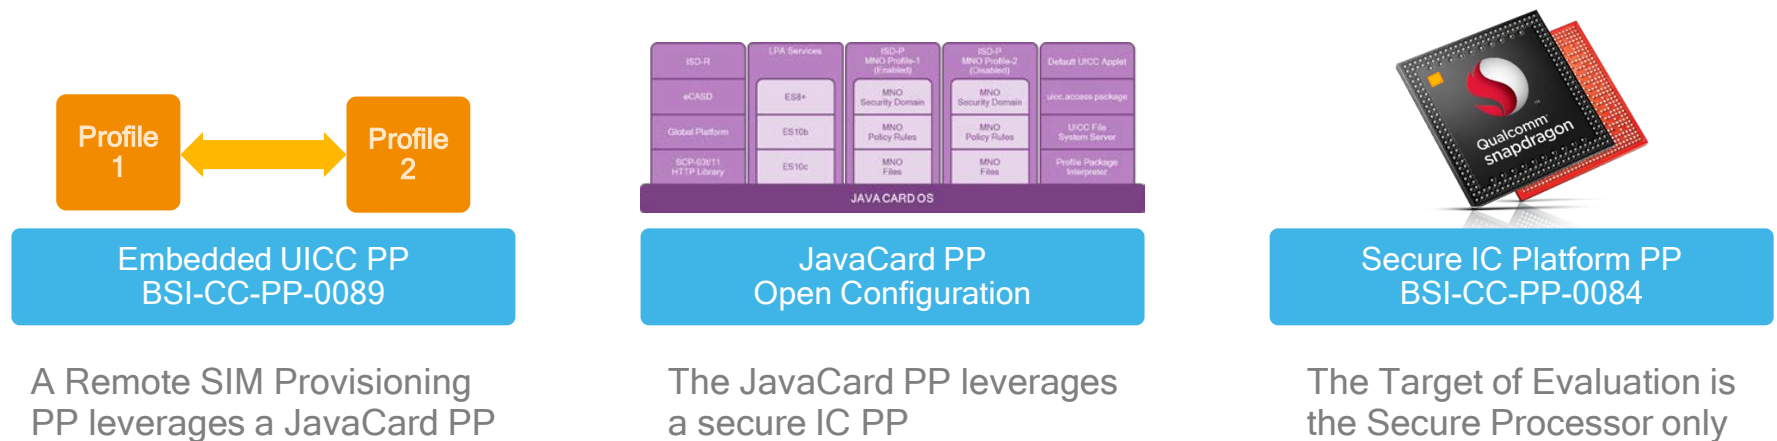 Profile
1
Profile
2
Embedded UICC PP
BSI-CC-PP-0089
A Remote SIM Provisioning
PP leverages a JavaCard PP
ISD-R
eCASD
Global Platform
SCP-03t/11
HTTP Library
LPA Services
ES8+
ES10b
ES10c
ISD-P
MNO Profile-1
(Enabled)
MNO
Security Domain
MNO
Policy Rules
MNO
Files
ISD-P
MNO Profile-2
(Disabled)
MNO
Security Domain
MNO
Policy Rules
MNO
Files
Default UICC Applet
uicc.access package
UICC File
System Server
Profile Package
Interpreter
JAVA CARD OS
JavaCard PP
Open Configuration
The JavaCard PP leverages
a secure IC PP
Qualcomm
snapdragon
Secure IC Platform PP
BSI-CC-PP-0084
The Target of Evaluation is
the Secure Processor only